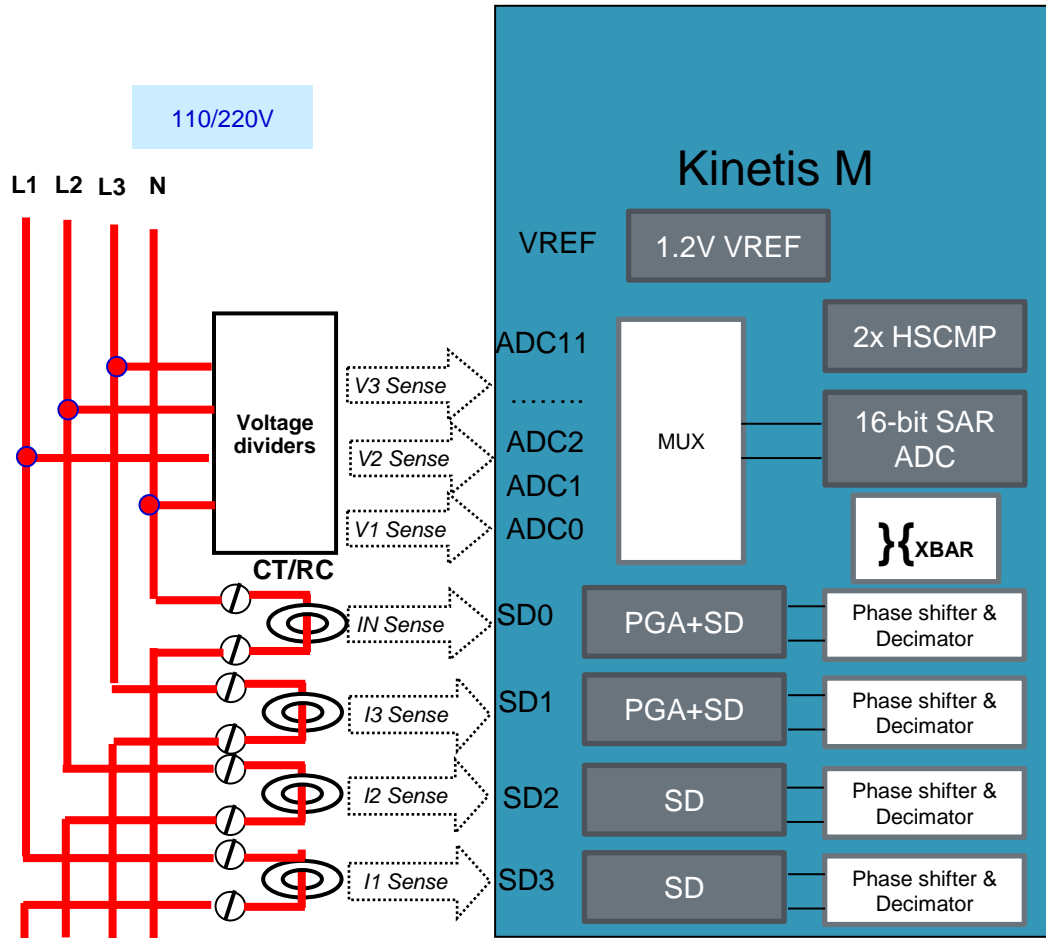 110/220V
Kinetis M
L1 L2 L3 N
VREF
1.2V VREF
ADC11
2x HSCMP
V3 Sense
........
Voltage
dividers
MUX
16-bit SAR
ADC
V2 Sense
ADC2
ADC1
V1 Sense
ADC0
}{XBAR
CT/RC
IN Sense
SD0
PGA+SD
Phase shifter &
Decimator
I3 Sense
SD1
PGA+SD
Phase shifter &
Decimator
I2 Sense
SD2
SD
Phase shifter &
Decimator
I1 Sense
SD3
SD
Phase shifter &
Decimator